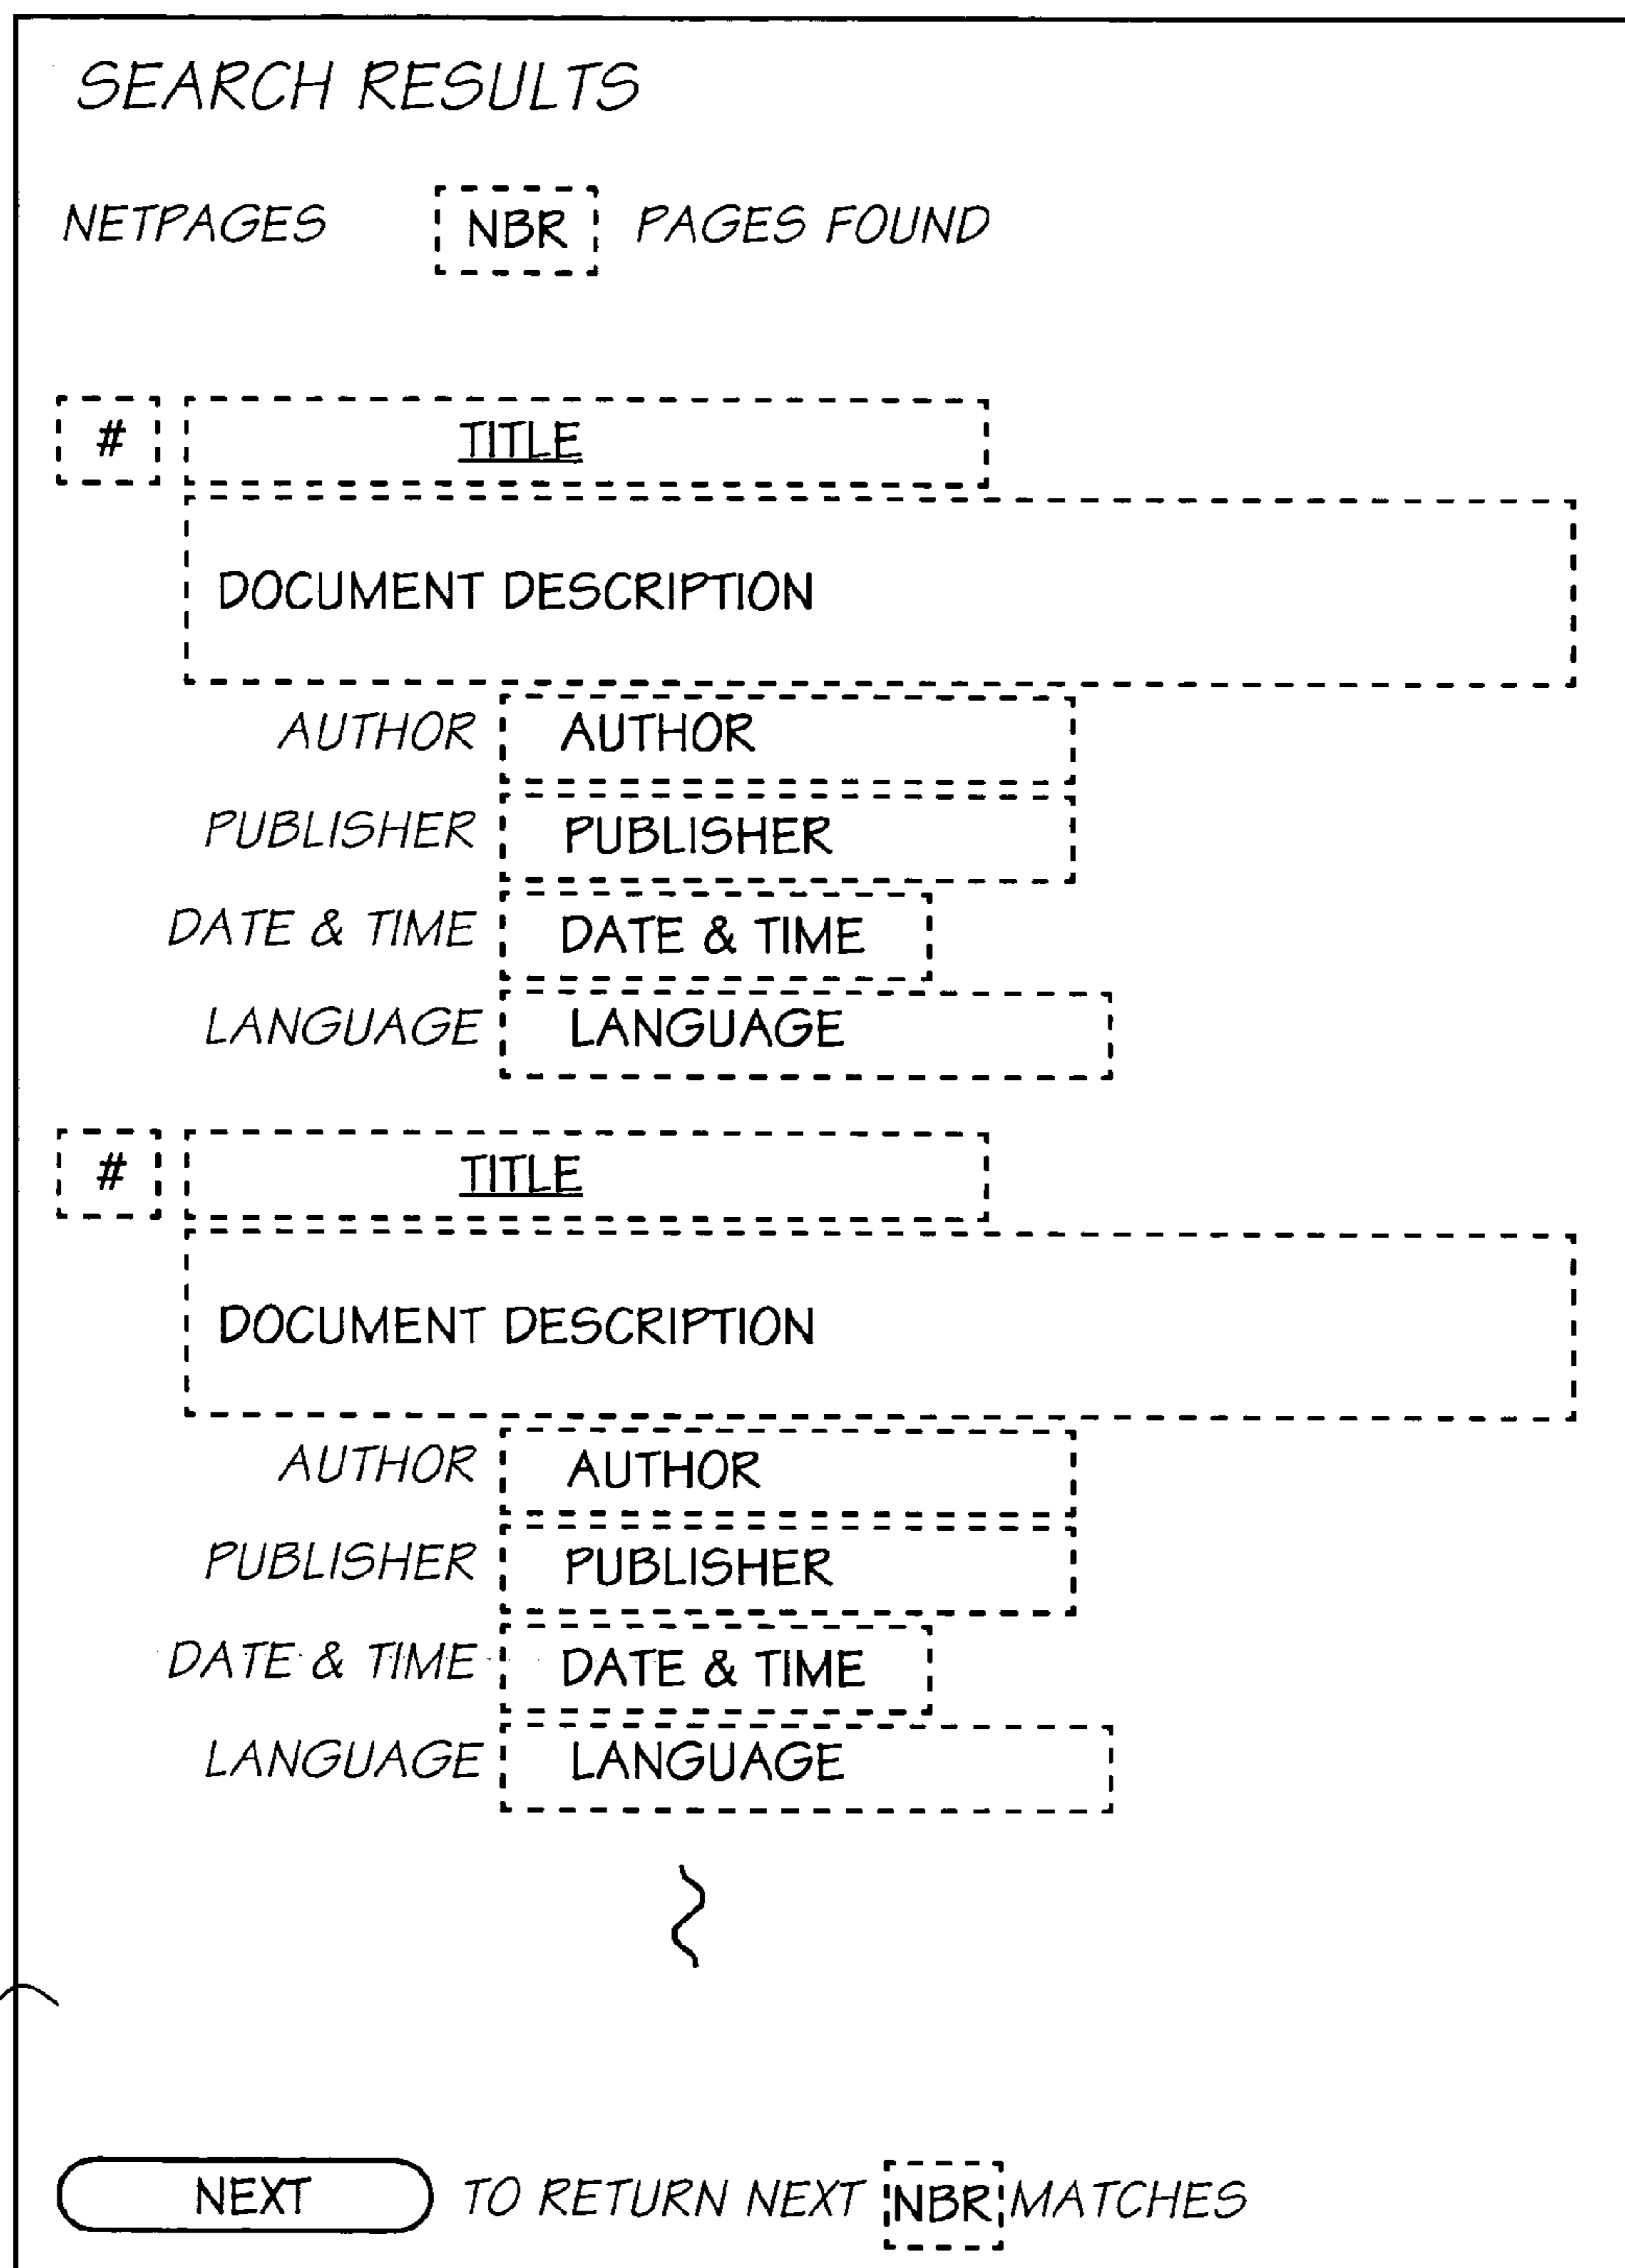 SEARCH RESULTS
NETPAGES NBR PAGES FOUND
# TITLE
DOCUMENT DESCRIPTION
AUTHOR AUTHOR
PUBLISHER PUBLISHER
DATE & TIME DATE & TIME
LANGUAGE LANGUAGE
# TITLE
DOCUMENT DESCRIPTION
AUTHOR AUTHOR
PUBLISHER PUBLISHER
DATE & TIME DATE & TIME
LANGUAGE LANGUAGE
NEXT TO RETURN NEXT NBR MATCHES